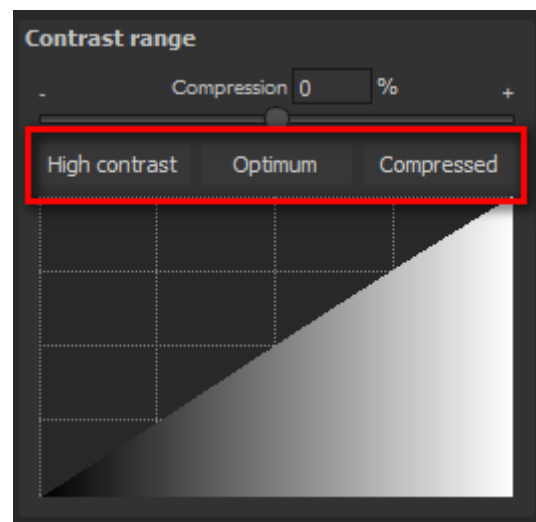 Contrast range
- Compression 0 % +
High contrast Optimum Compressed